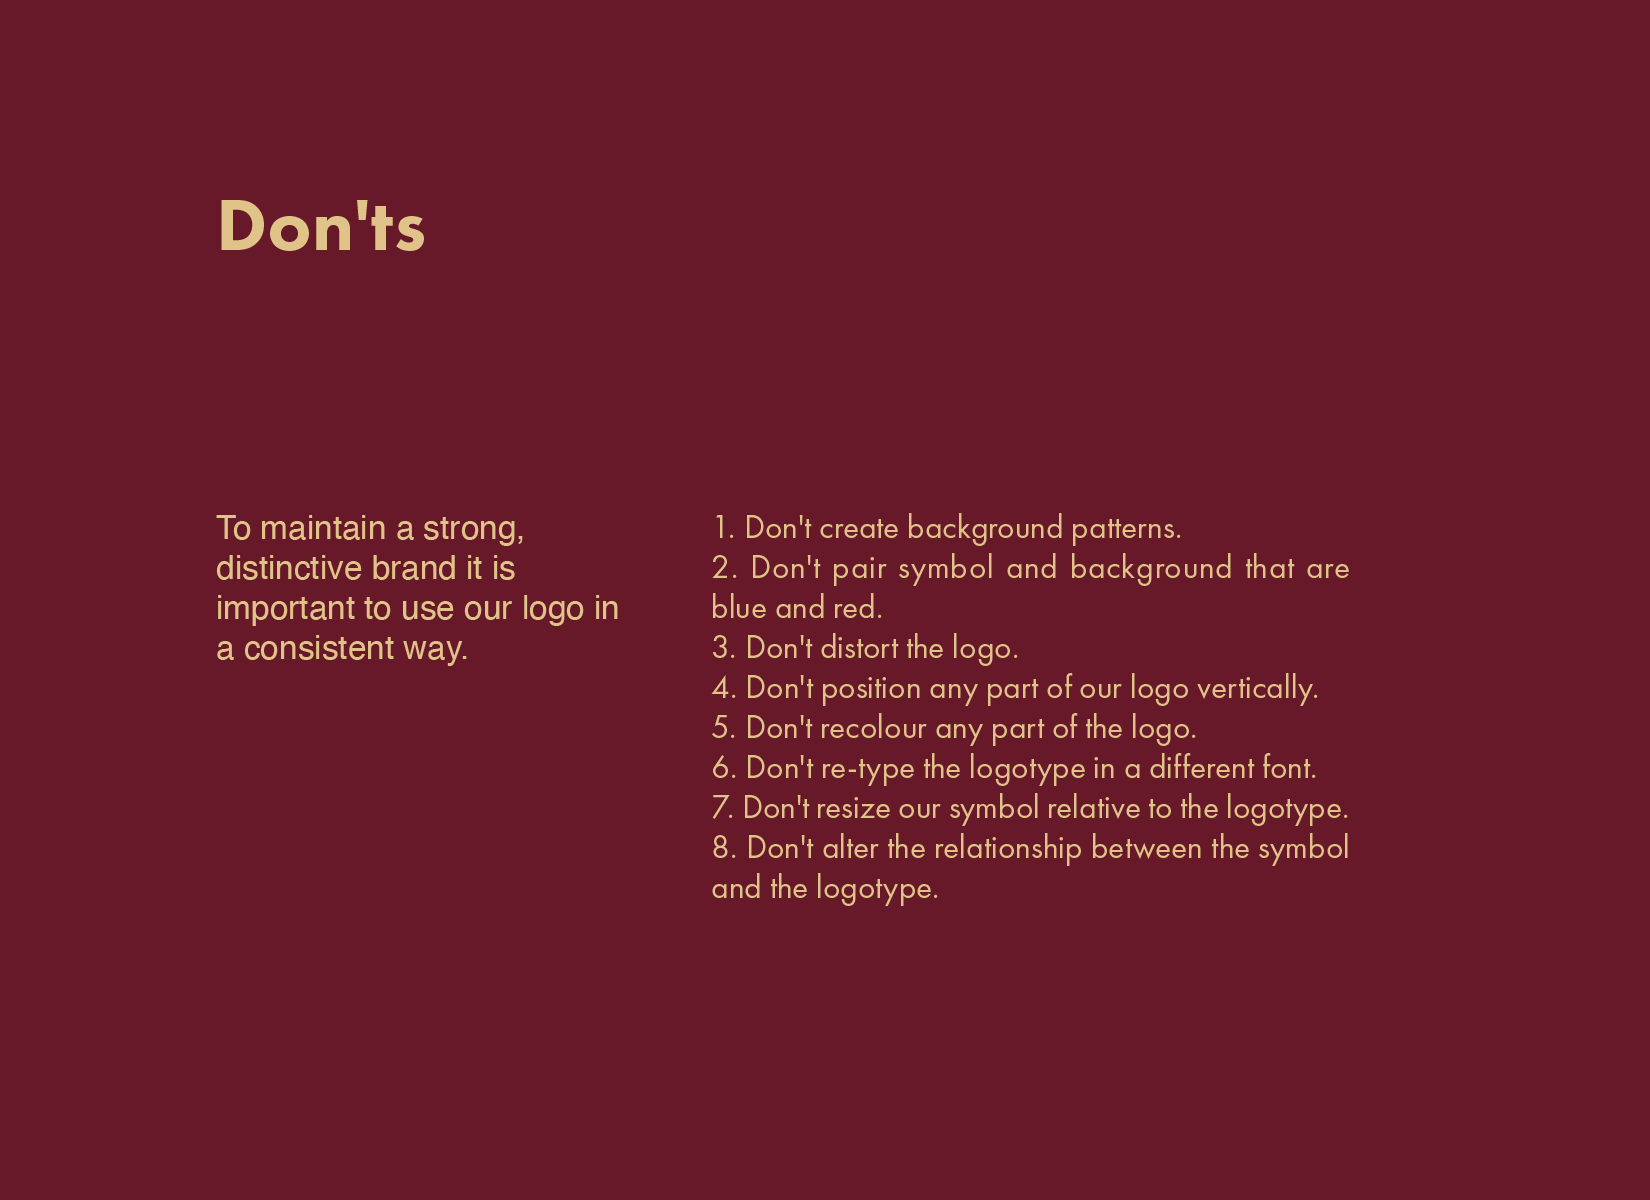 Don'ts
To maintain a strong,
distinctive brand it is
important to use our logo in
a consistent way.
1. Don't create background patterns.
2. Don't pair symbol and background that are
blue and red.
3. Don't distort the logo.
4. Don't position any part of our logo vertically.
5. Don't recolour any part of the logo.
6. Don't re-type the logotype in a different font.
7. Don't resize our symbol relative to the logotype.
8. Don't alter the relationship between the symbol
and the logotype.